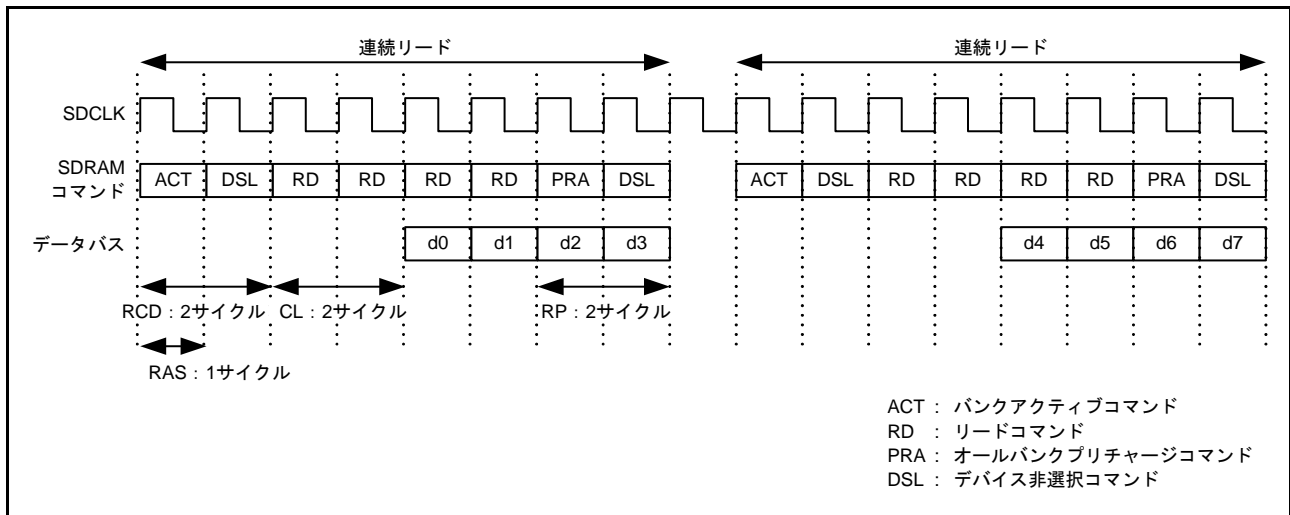 連続リード 連続リード
SDCLK
SDRAM
コマンド
ACT DSL RD RD RD RD PRA DSL ACT DSL RD RD RD RD PRA DSL
データバス d0 d1 d2 d3 d4 d5 d6 d7
RCD：2サイクル CL：2サイクル RP：2サイクル
RAS：1サイクル
ACT： バンクアクティブコマンド
RD ： リードコマンド
PRA： オールバンクプリチャージコマンド
DSL： デバイス非選択コマンド